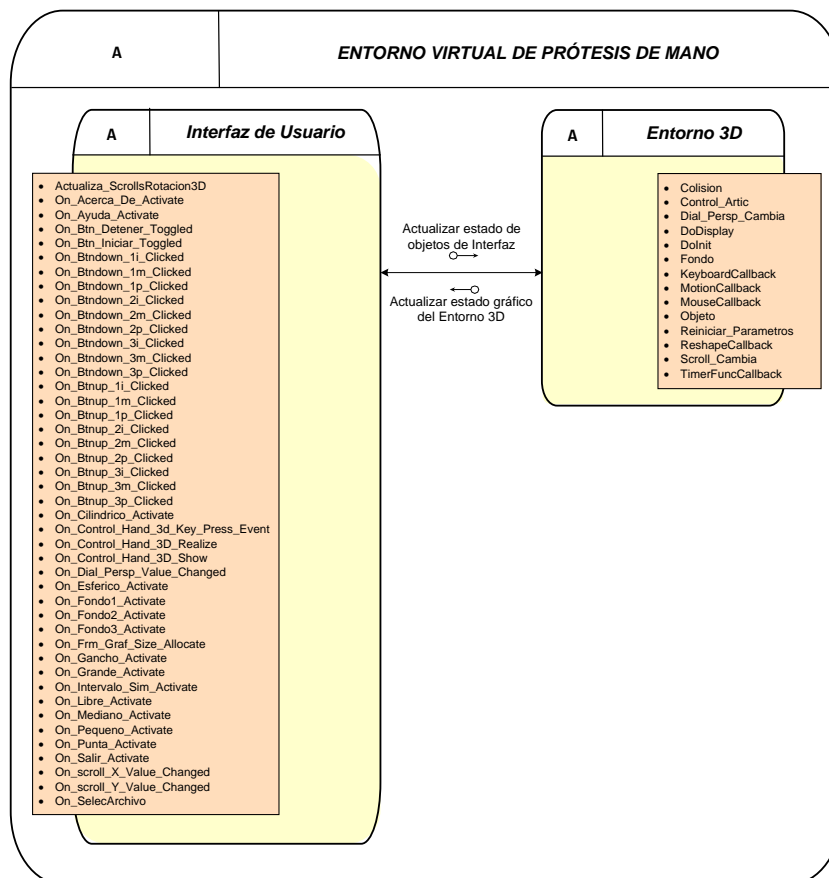 A
ENTORNO VIRTUAL DE PRÓTESIS DE MANO
A
Interfaz de Usuario
• Actualiza_ScrollsRotacion3D
• On_Acerca_De_Activate
• On_Ayuda_Activate
• On_Btn_Detener_Toggled
• On_Btn_Iniciar_Toggled
• On_Btndown_1i_Clicked
• On_Btndown_1m_Clicked
• On_Btndown_1p_Clicked
• On_Btndown_2i_Clicked
• On_Btndown_2m_Clicked
• On_Btndown_2p_Clicked
• On_Btndown_3i_Clicked
• On_Btndown_3m_Clicked
• On_Btndown_3p_Clicked
• On_Btnup_1i_Clicked
• On_Btnup_1m_Clicked
• On_Btnup_1p_Clicked
• On_Btnup_2i_Clicked
• On_Btnup_2m_Clicked
• On_Btnup_2p_Clicked
• On_Btnup_3i_Clicked
• On_Btnup_3m_Clicked
• On_Btnup_3p_Clicked
• On_Cilindrico_Activate
• On_Control_Hand_3d_Key_Press_Event
• On_Control_Hand_3D_Realize
• On_Control_Hand_3D_Show
• On_Dial_Persp_Value_Changed
• On_Esferico_Activate
• On_Fondo1_Activate
• On_Fondo2_Activate
• On_Fondo3_Activate
• On_Frm_Graf_Size_Allocate
• On_Gancho_Activate
• On_Grande_Activate
• On_Intervalo_Sim_Activate
• On_Libre_Activate
• On_Mediano_Activate
• On_Pequeno_Activate
• On_Punta_Activate
• On_Salir_Activate
• On_scroll_X_Value_Changed
• On_scroll_Y_Value_Changed
• On_SelecArchivo
Actualizar estado de
objetos de Interfaz
Actualizar estado gráfico
del Entorno 3D
A
Entorno 3D
• Colision
• Control_Artic
• Dial_Persp_Cambia
• DoDisplay
• DoInit
• Fondo
• KeyboardCallback
• MotionCallback
• MouseCallback
• Objeto
• Reiniciar_Parametros
• ReshapeCallback
• Scroll_Cambia
• TimerFuncCallback